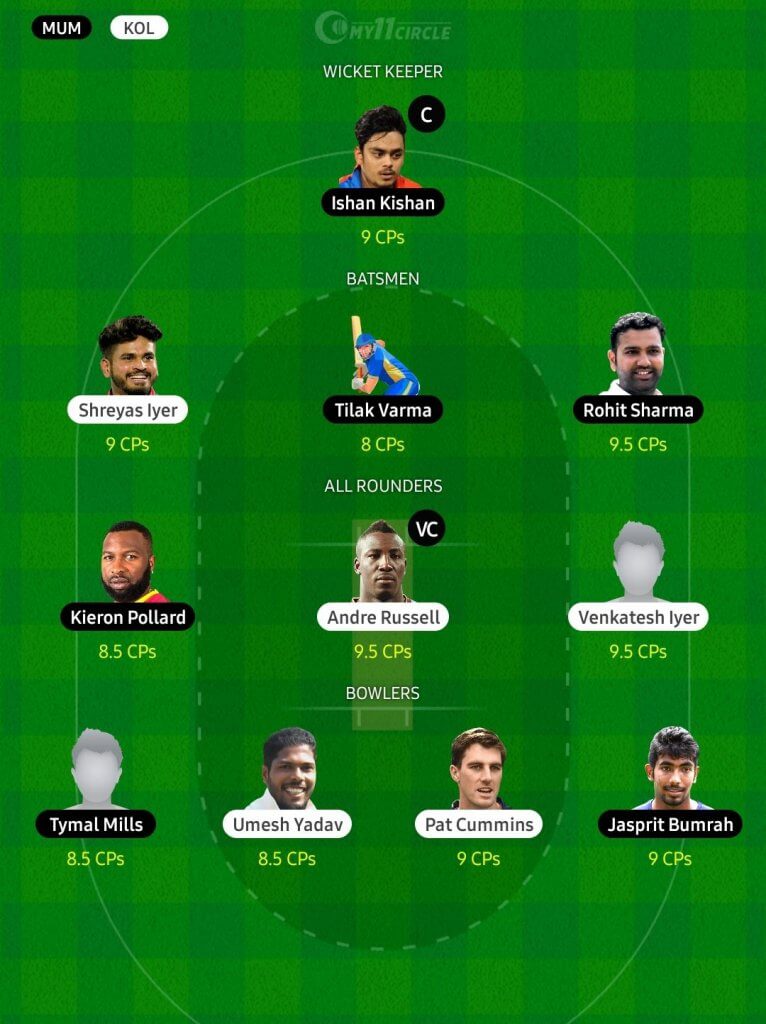 MUM KOL MY11CIRCLE
WICKET KEEPER
C
Ishan Kishan
9 CPs
BATSMEN
Shreyas Iyer Tilak Varma Rohit Sharma
9 CPs 8 CPs 9.5 CPs
ALL ROUNDERS
VC
Kieron Pollard Andre Russell Venkatesh Iyer
8.5 CPs 9.5 CPs 9.5 CPs
BOWLERS
Tymal Mills Umesh Yadav Pat Cummins Jasprit Bumrah
8.5 CPs 8.5 CPs 9 CPs 9 CPs